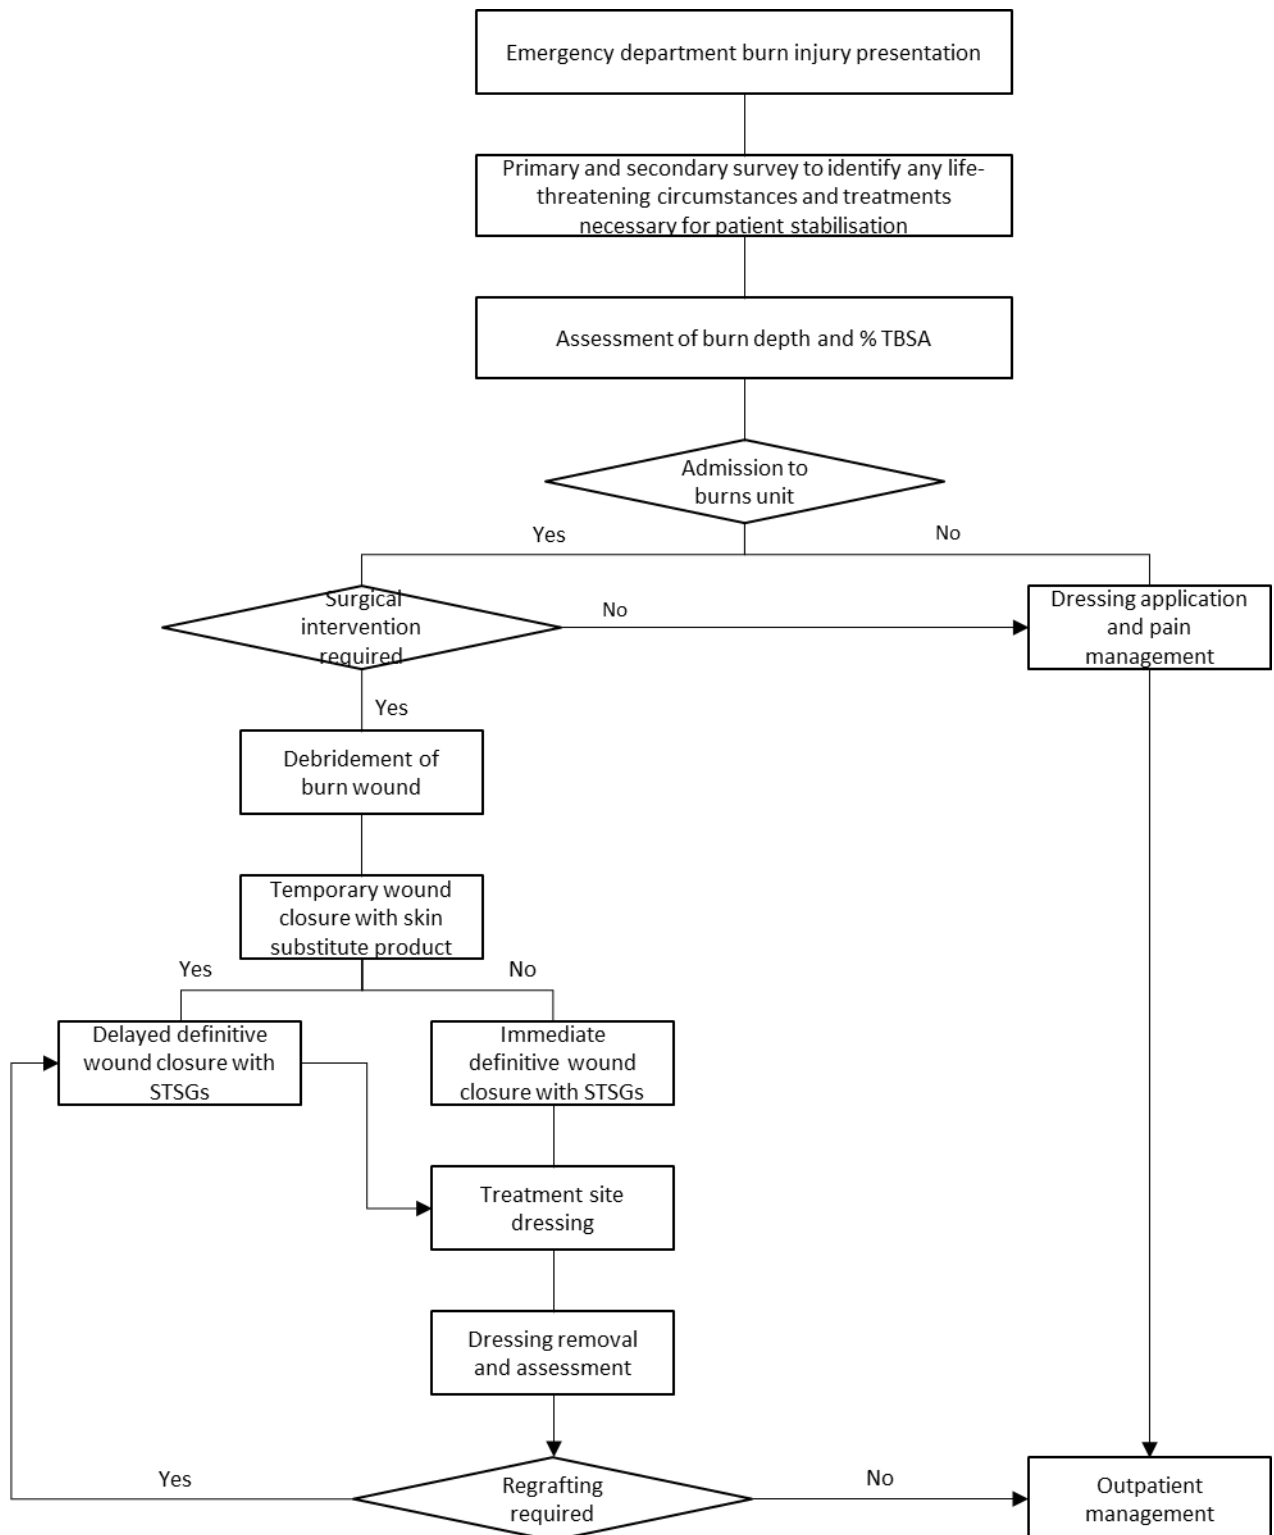 Emergency department burn injury presentation
Primary and secondary survey to identify any life-
threatening circumstances and treatments
necessary for patient stabilisation
Assessment of burn depth and % TBSA
Admission to
burns unit
Yes
No
Surgical
intervention
required
No
Dressing application
and pain
management
Yes
Debridement of
burn wound
Temporary wound
closure with skin
substitute product
Yes
No
Delayed definitive
wound closure with
STSGs
Immediate
definitive wound
closure with STSGs
Treatment site
dressing
Dressing removal
and assessment
Yes
Regrafting
required
No
Outpatient
management